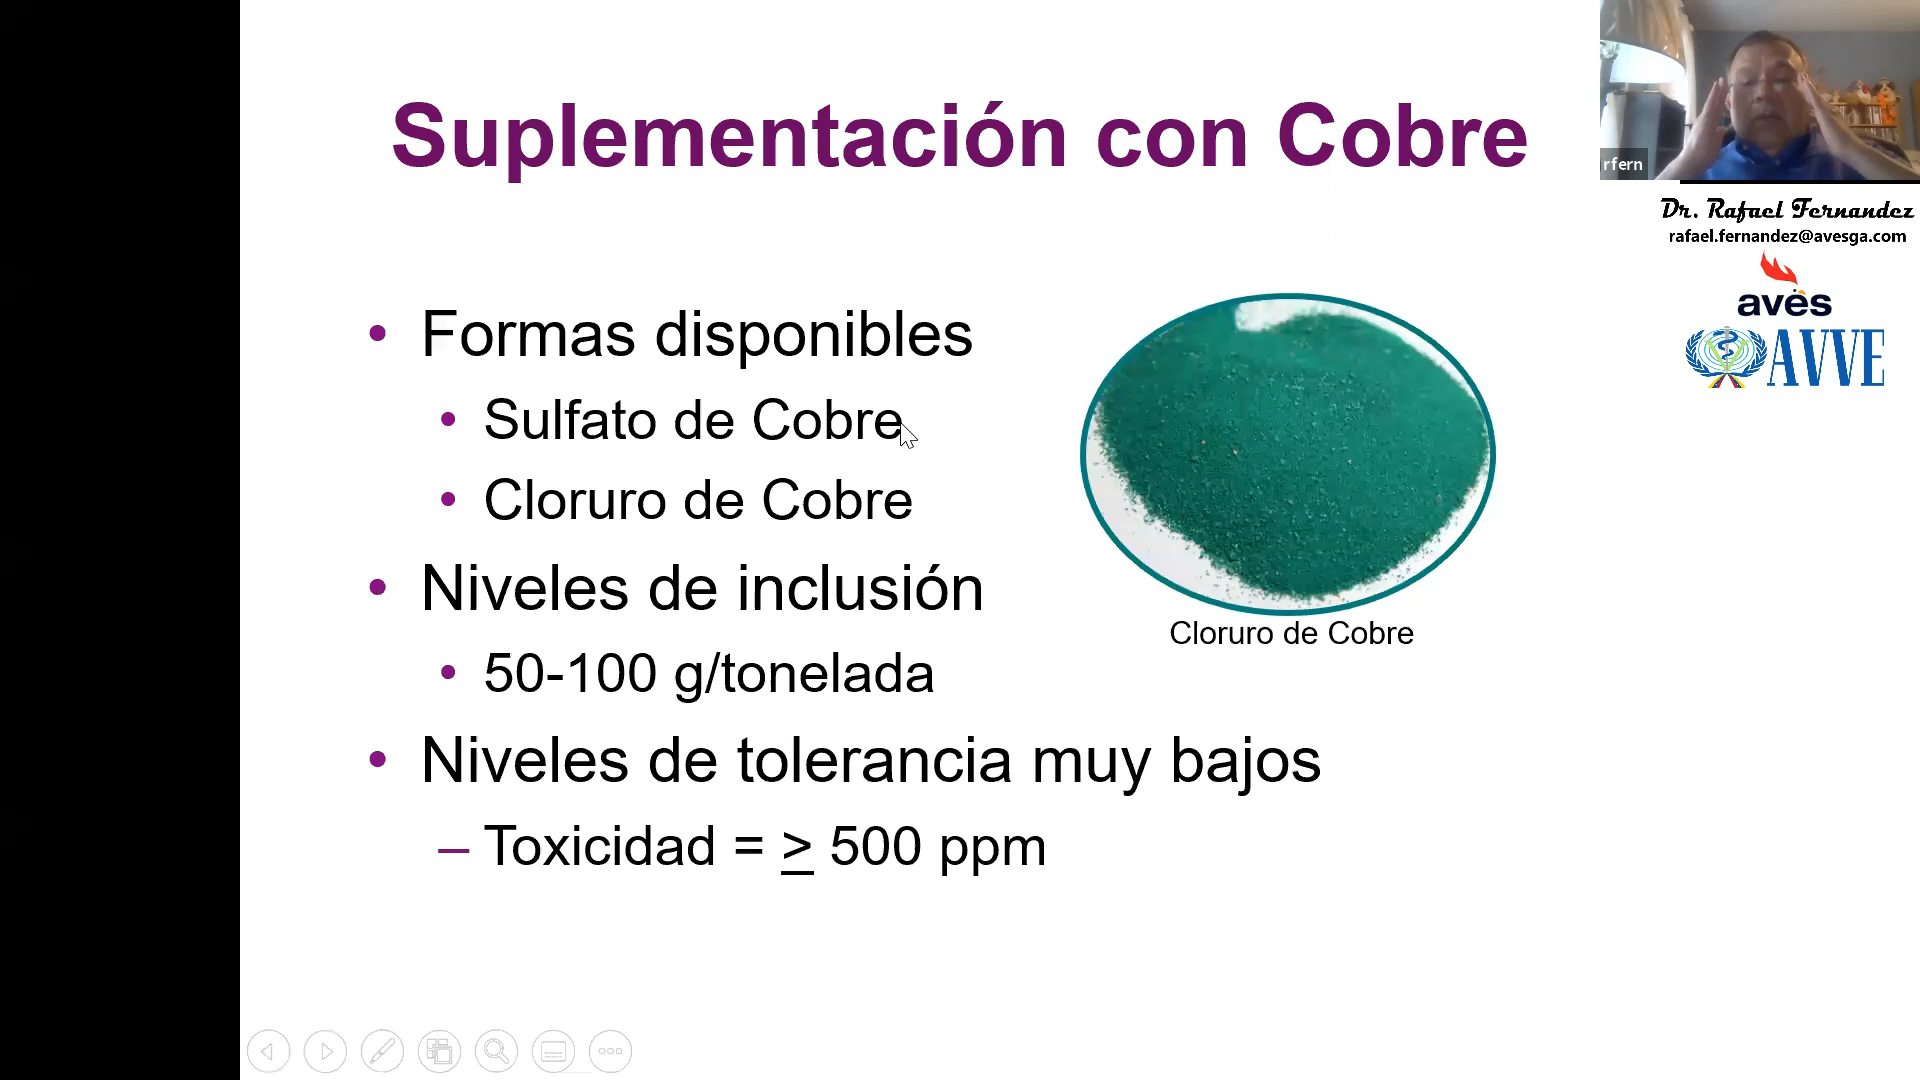 Suplementación con Cobre
rfern
Dr. Rafael Fernandez
rafael.fernandez@avesga.com
avès
AVVE
• Formas disponibles
• Sulfato de Cobre
• Cloruro de Cobre
• Niveles de inclusión
• 50-100 g/tonelada
• Niveles de tolerancia muy bajos
– Toxicidad = ≥ 500 ppm
Cloruro de Cobre